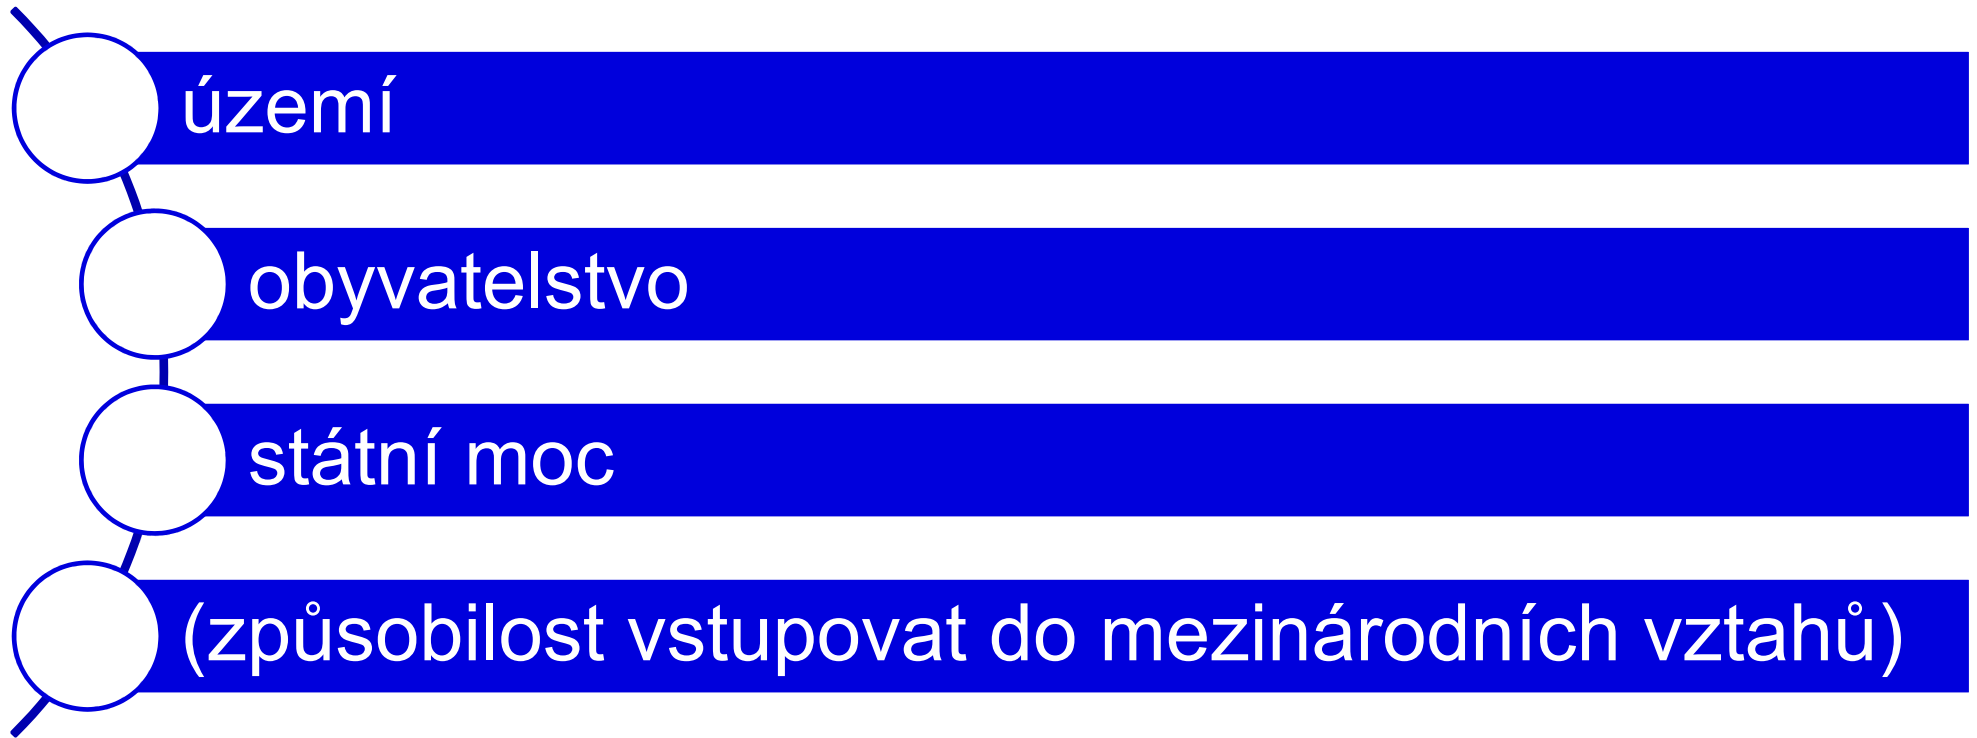 území
obyvatelstvo
státní moc
(způsobilost vstupovat do mezinárodních vztahů)